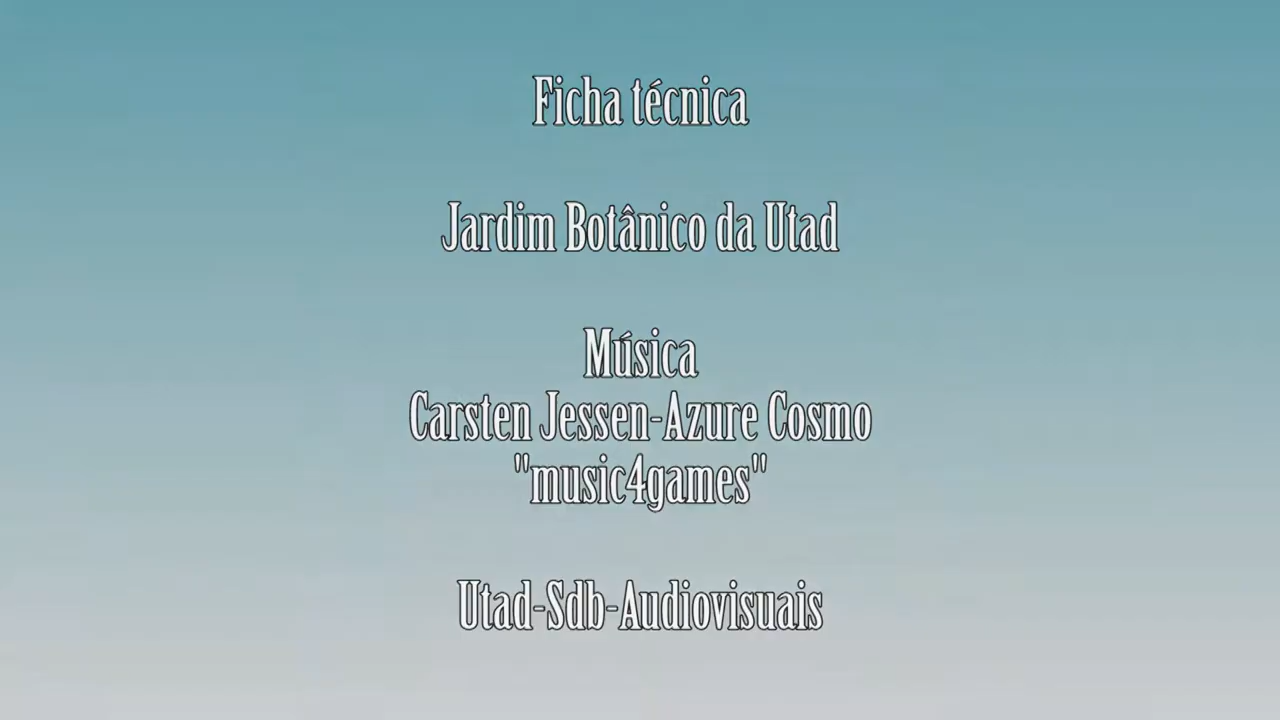 Ficha técnica
Jardim Botânico da Utad
Música
Carsten Jessen-Azure Cosmo
"music4games"
Utad-Sdb-Audiovisuais